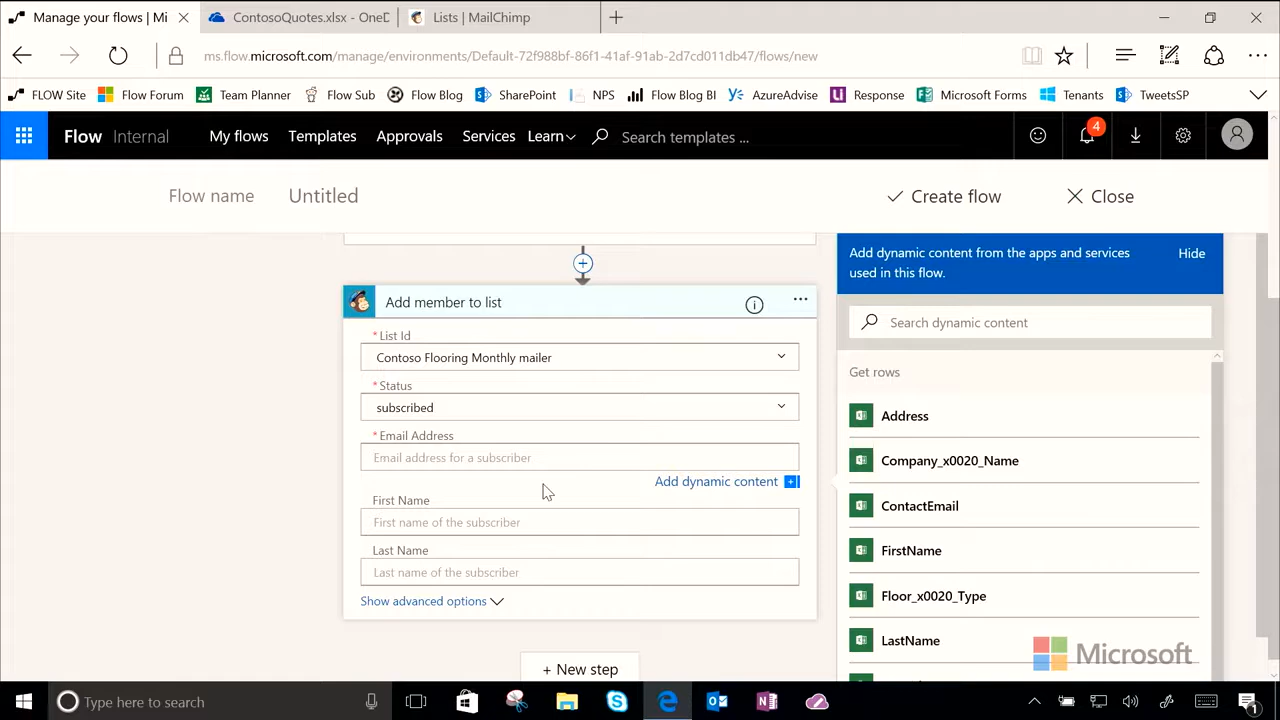 Manage your flows | Mi
ContosoQuotes.xlsx - OneD
Lists | MailChimp
ms.flow.microsoft.com/manage/environments/Default-72f988bf-86f1-41af-91ab-2d7cd011db47/flows/new
FLOW Site
Flow Forum
Team Planner
Flow Sub
Flow Blog
SharePoint
NPS
Flow Blog BI
AzureAdvise
Response
Microsoft Forms
Tenants
TweetsSP
Flow Internal
My flows
Templates
Approvals
Services
Learn
Search templates ...
4
Flow name
Untitled
Create flow
Close
Add member to list
* List Id
Contoso Flooring Monthly mailer
* Status
subscribed
* Email Address
Email address for a subscriber
Add dynamic content
First Name
First name of the subscriber
Last Name
Last name of the subscriber
Show advanced options
+ New step
Add dynamic content from the apps and services
used in this flow.
Hide
Search dynamic content
Get rows
Address
Company_x0020_Name
ContactEmail
FirstName
Floor_x0020_Type
LastName
Microsoft
Type here to search
1